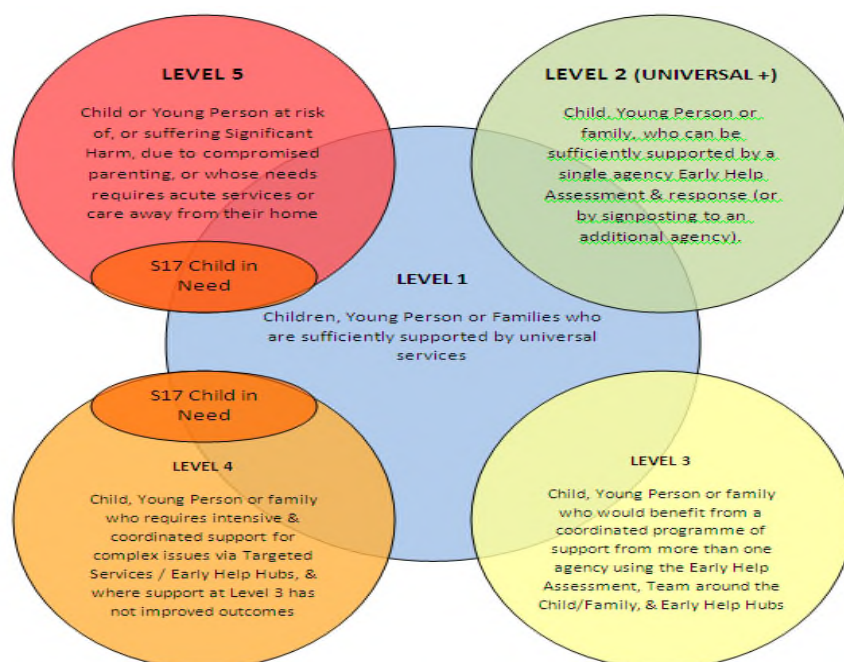 LEVEL 5
Child or Young Person at risk
of, or suffering Significant
Harm, due to compromised
parenting, or whose needs
requires acute services or
care away from their home
S17 Child in
Need
LEVEL 2 (UNIVERSAL +)
Child, Young Person or
family, who can be
sufficiently supported by a
single agency Early Help
Assessment & response (or
by signposting to an
additional agency).
LEVEL 1
Children, Young Person or Families who
are sufficiently supported by universal
services
S17 Child in
Need
LEVEL 4
Child, Young Person or family
who requires intensive &
coordinated support for
complex issues via Targeted
Services / Early Help Hubs, &
where support at Level 3 has
not improved outcomes
LEVEL 3
Child, Young Person or family
who would benefit from a
coordinated programme of
support from more than one
agency using the Early Help
Assessment, Team around the
Child/Family, & Early Help Hubs